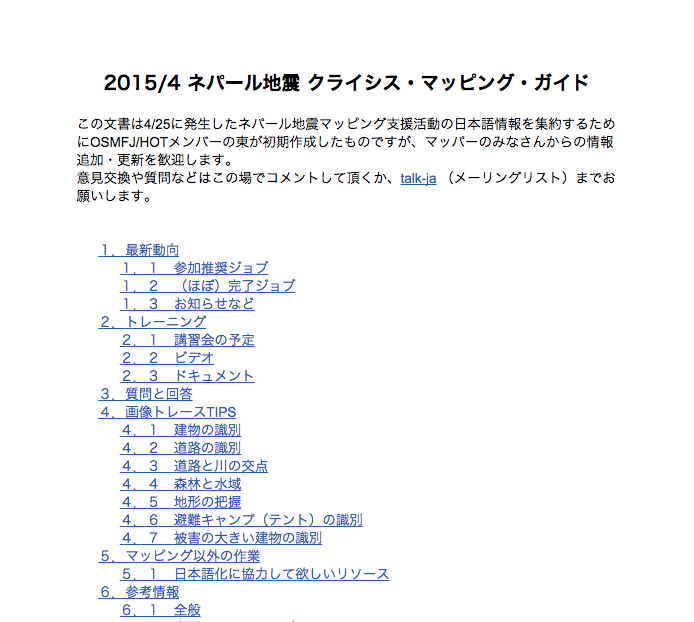 2015/4 ネパール地震 クライシス・マッピング・ガイド
この文書は4/25に発生したネパール地震マッピング支援活動の日本語情報を集約するため
にOSMFJ/HOTメンバーの東が初期作成したものですが、マッパーのみなさんからの情報
追加・更新を歓迎します。
意見交換や質問などはこの場でコメントして頂くか、talk-ja （メーリングリスト）までお
願いします。
１．最新動向
１．１　参加推奨ジョブ
１．２　（ほぼ）完了ジョブ
１．３　お知らせなど
２．トレーニング
２．１　講習会の予定
２．２　ビデオ
２．３　ドキュメント
３．質問と回答
４．画像トレースTIPS
４．１　建物の識別
４．２　道路の識別
４．３　道路と川の交点
４．４　森林と水域
４．５　地形の把握
４．６　避難キャンプ（テント）の識別
４．７　被害の大きい建物の識別
５．マッピング以外の作業
５．１　日本語化に協力して欲しいリソース
６．参考情報
６．１　全般